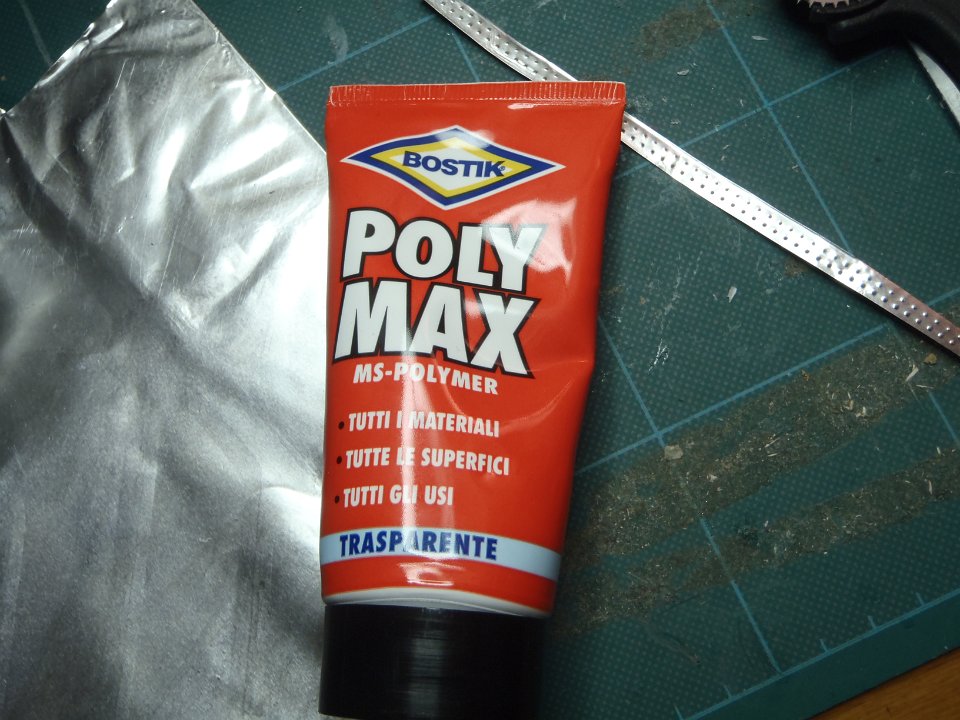 BOSTIK®
POLY
MAX
MS-POLYMER
• TUTTI I MATERIALI
• TUTTE LE SUPERFICI
• TUTTI GLI USI
TRASPARENTE